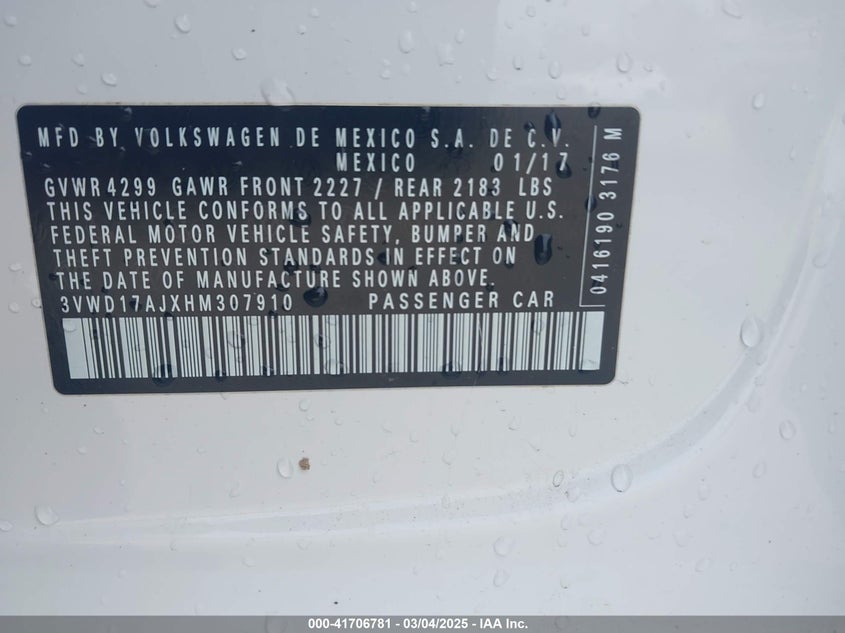 MFD BY VOLKSWAGEN DE MEXICO S.A. DE C.V.
MEXICO 01/17
GVWR 4299 GAWR FRONT 2227 / REAR 2183 LBS
THIS VEHICLE CONFORMS TO ALL APPLICABLE U.S.
FEDERAL MOTOR VEHICLE SAFETY, BUMPER AND
THEFT PREVENTION STANDARDS IN EFFECT ON
THE DATE OF MANUFACTURE SHOWN ABOVE.
3VWD17AJXHM307910 PASSENGER CAR
0416190 3176 M
000-41706781 - 03/04/2025 - IAA Inc.